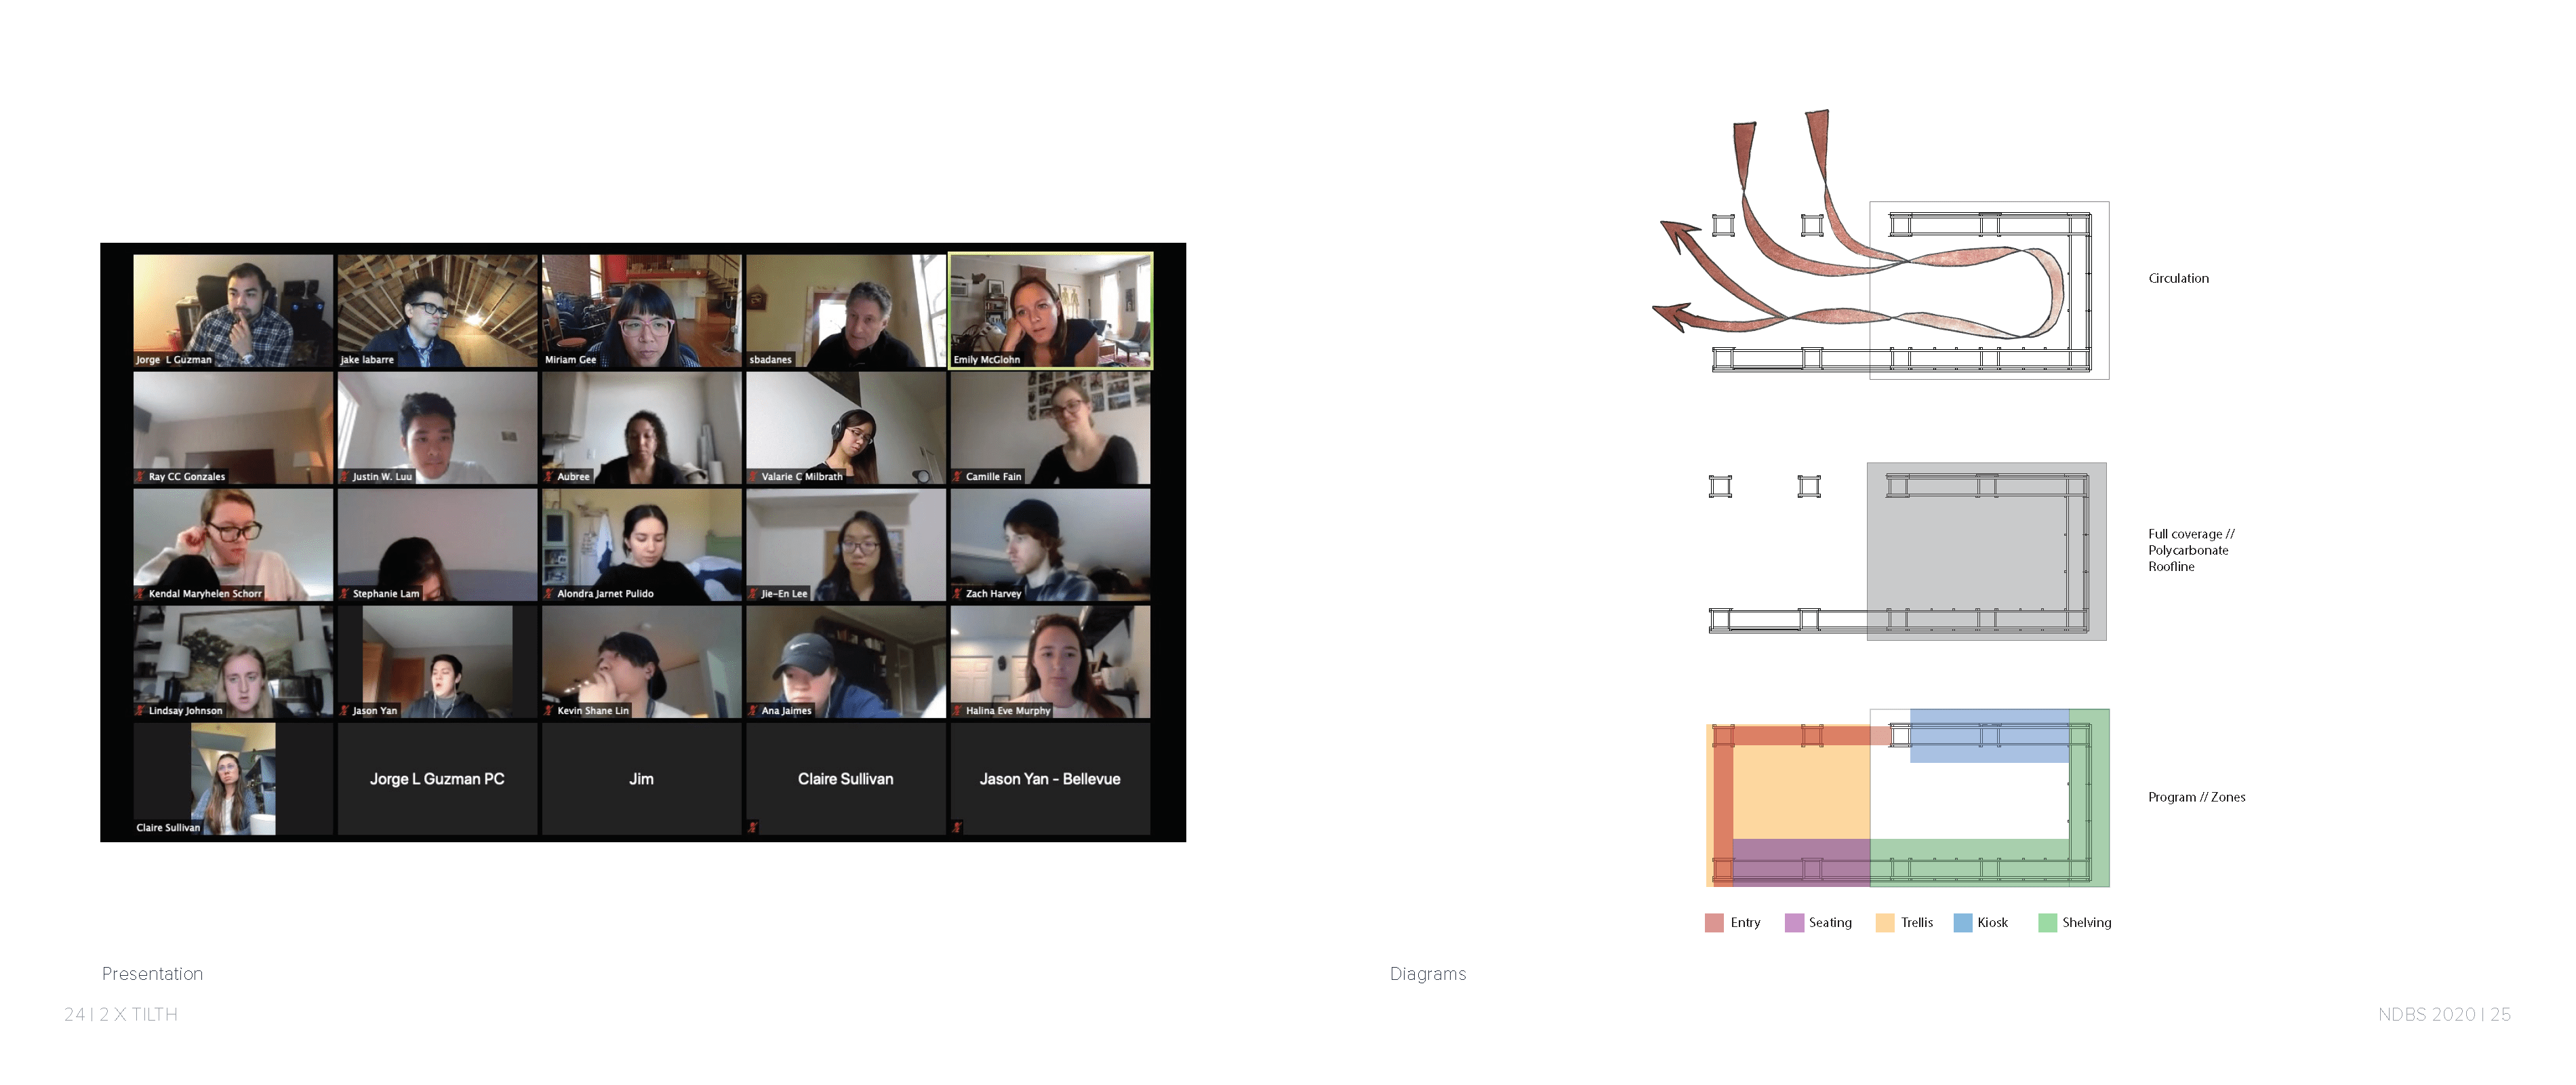 Jorge L Guzman
jake labarre
Miriam Gee
sbadanes
Emily McGlohn
Ray CC Gonzales
Justin W. Luu
Aubree
Valarie C Milbrath
Camille Fain
Kendal Maryhelen Schorr
Stephanie Lam
Alondra Jarnet Pulido
Jie-En Lee
Zach Harvey
Lindsay Johnson
Jason Yan
Kevin Shane Lin
Ana Jaimes
Halina Eve Murphy
Claire Sullivan
Jorge L Guzman PC
Jim
Claire Sullivan
Jason Yan - Bellevue
Presentation
24 | 2 X TILTH
Circulation
Full coverage //
Polycarbonate
Roofline
Program // Zones
Entry
Seating
Trellis
Kiosk
Shelving
Diagrams
NDBS 2020 | 25